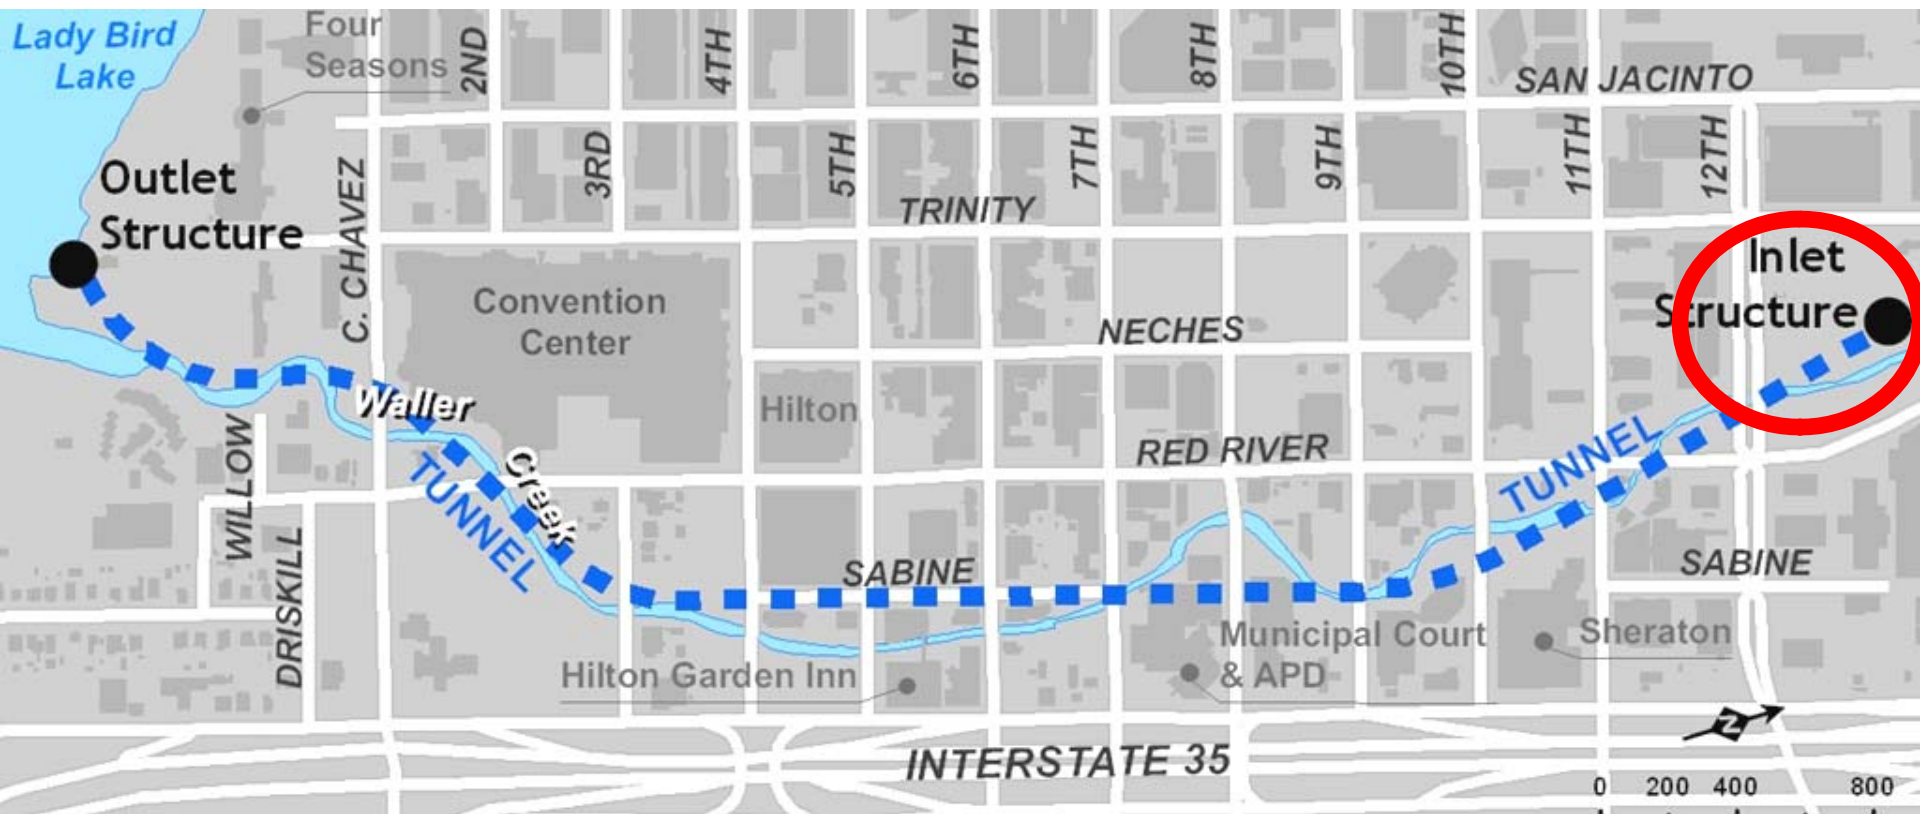 Lady Bird
Lake
Four
Seasons
2ND
4TH
6TH
8TH
10TH
SAN JACINTO
Outlet
Structure
C. CHAVEZ
3RD
5TH
7TH
9TH
11TH
12TH
TRINITY
Inlet
Structure
Convention
Center
NECHES
Waller
Creek
Hilton
RED RIVER
TUNNEL
TUNNEL
WILLOW
DRISKILL
SABINE
SABINE
Municipal Court
& APD
Sheraton
Hilton Garden Inn
INTERSTATE 35
N
0 200 400 800